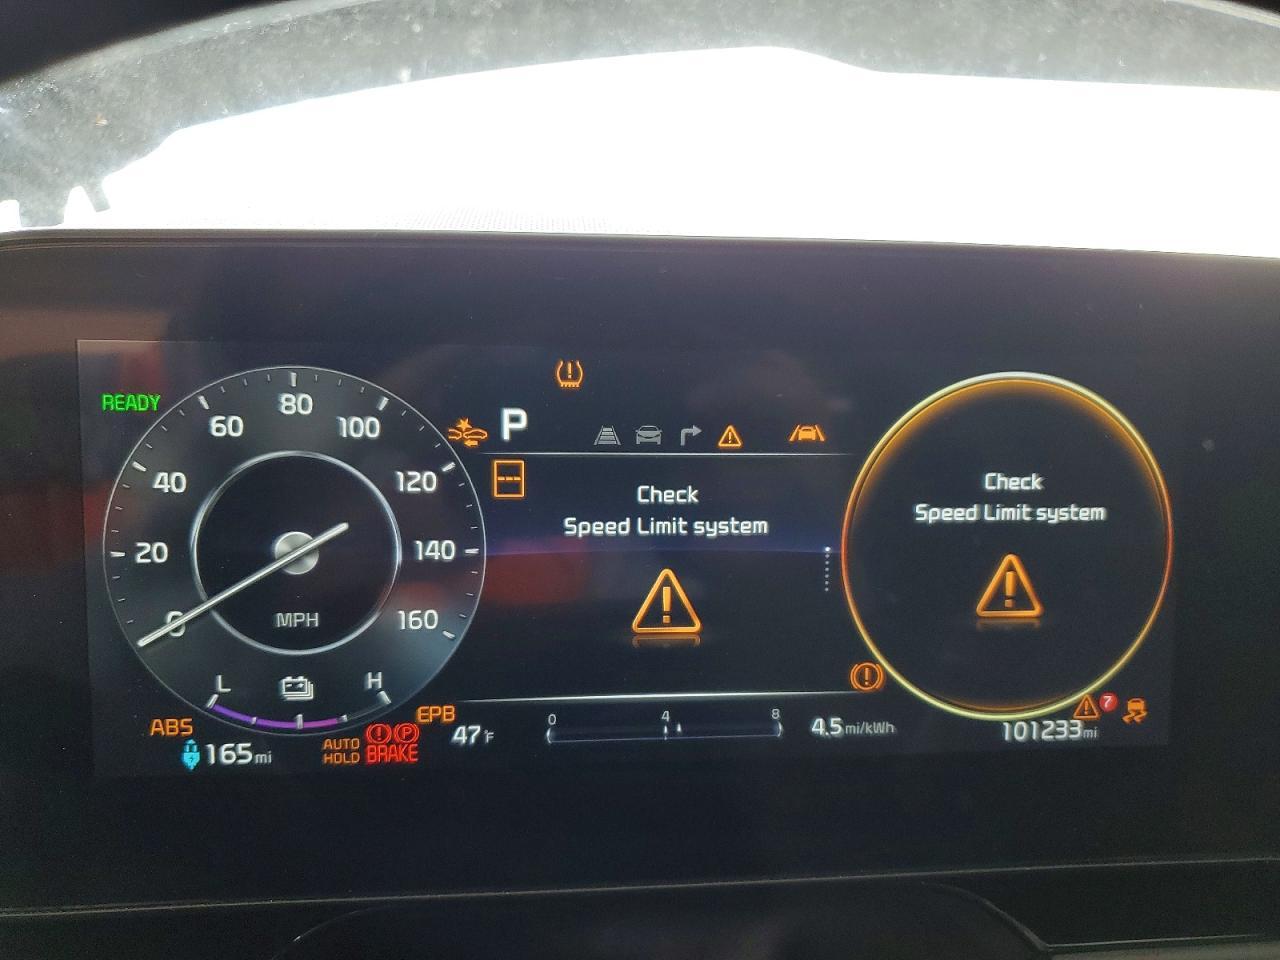 READY
0
20
40
60
80
100
120
140
160
MPH
L
H
P
Check
Speed Limit system
Check
Speed Limit system
ABS
165mi
AUTO
HOLD
P
BRAKE
EPB
47°F
0
4
8
4.5mi/kWh
7
101233mi